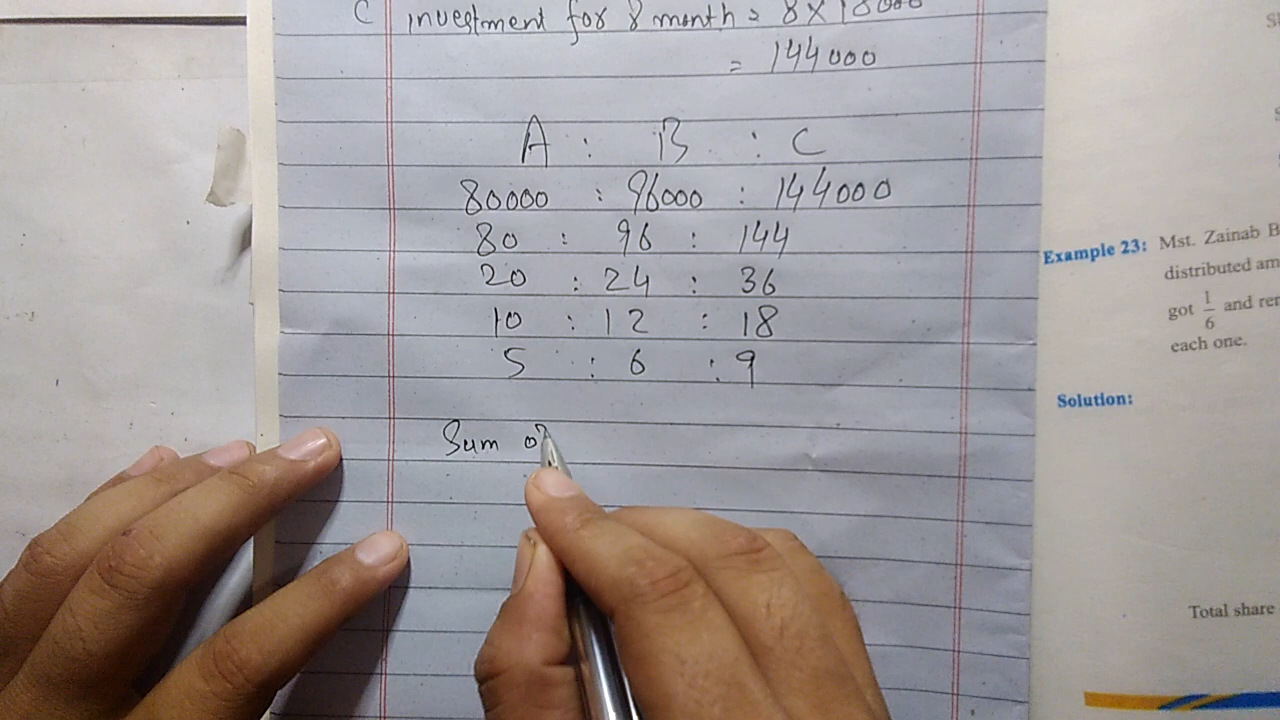 C investment for 8 month = 8 × 18000
= 144000
A : B : C
80000 : 96000 : 144000
80 : 96 : 144
20 : 24 : 36
10 : 12 : 18
5 : 6 : 9
Sum of
Example 23: Mst. Zainab B
distributed am
got 1/6 and rer
each one.
Solution:
Total share